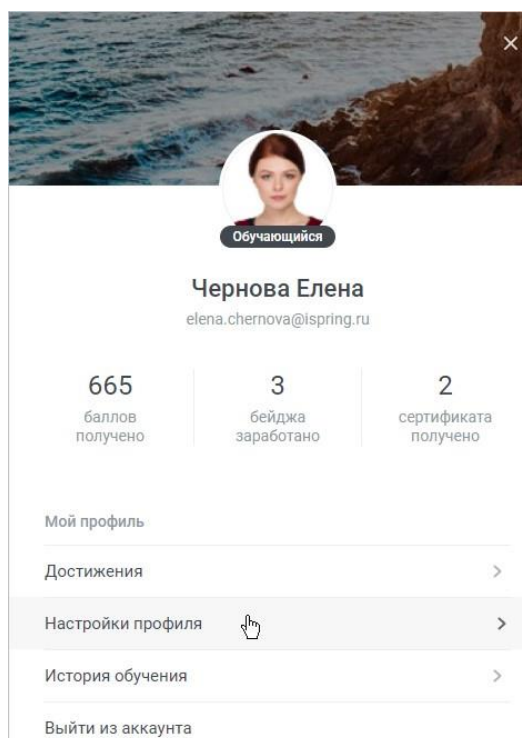 Обучающийся
Чернова Елена
elena.chernova@ispring.ru
665
баллов
получено
3
бейджа
заработано
2
сертификата
получено
Мой профиль
Достижения
Настройки профиля
История обучения
Выйти из аккаунта